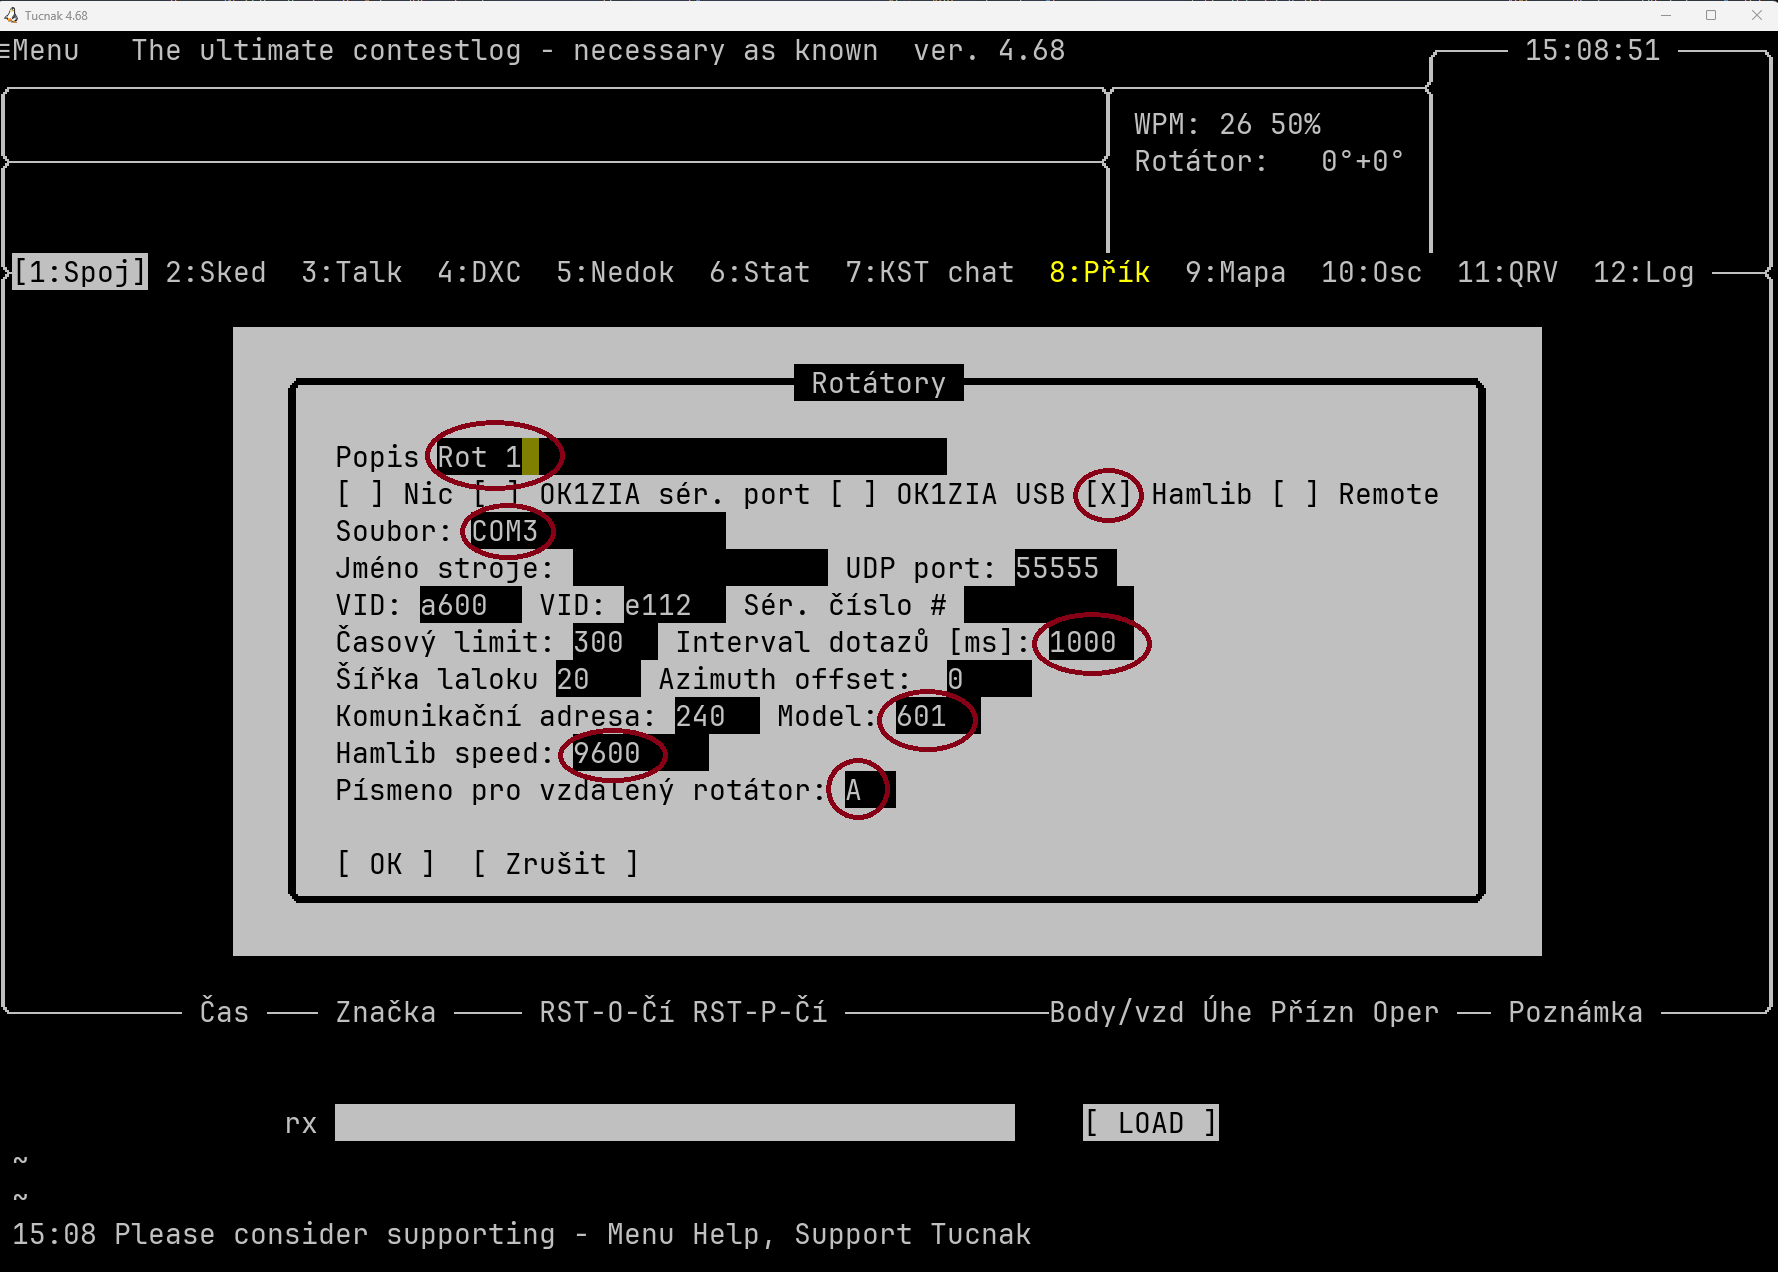 Tucnak 4.68
≡Menu The ultimate contestlog - necessary as known ver. 4.68 15:08:51
WPM: 26 50%
Rotátor: 0°+0°
[1:Spoj] 2:Sked 3:Talk 4:DXC 5:Nedok 6:Stat 7:KST chat 8:Přík 9:Mapa 10:Osc 11:QRV 12:Log
Rotátory
Popis Rot 1
[ ] Nic [ ] OK1ZIA sér. port [ ] OK1ZIA USB [X] Hamlib [ ] Remote
Soubor: COM3
Jméno stroje: UDP port: 55555
VID: a600 VID: e112 Sér. číslo #
Časový limit: 300 Interval dotazů [ms]: 1000
Šířka laloku 20 Azimuth offset: 0
Komunikační adresa: 240 Model: 601
Hamlib speed: 9600
Písmeno pro vzdálený rotátor: A
[ OK ] [ Zrušit ]
Čas Značka RST-O-Čí RST-P-Čí Body/vzd Úhe Přízn Oper Poznámka
rx [ LOAD ]
~
~
15:08 Please consider supporting - Menu Help, Support Tucnak